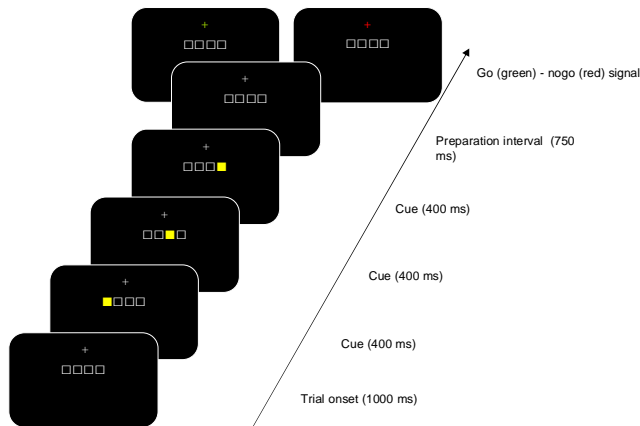 Go (green) - nogo (red) signal
Preparation interval (750
ms)
Cue (400 ms)
Cue (400 ms)
Cue (400 ms)
Trial onset (1000 ms)